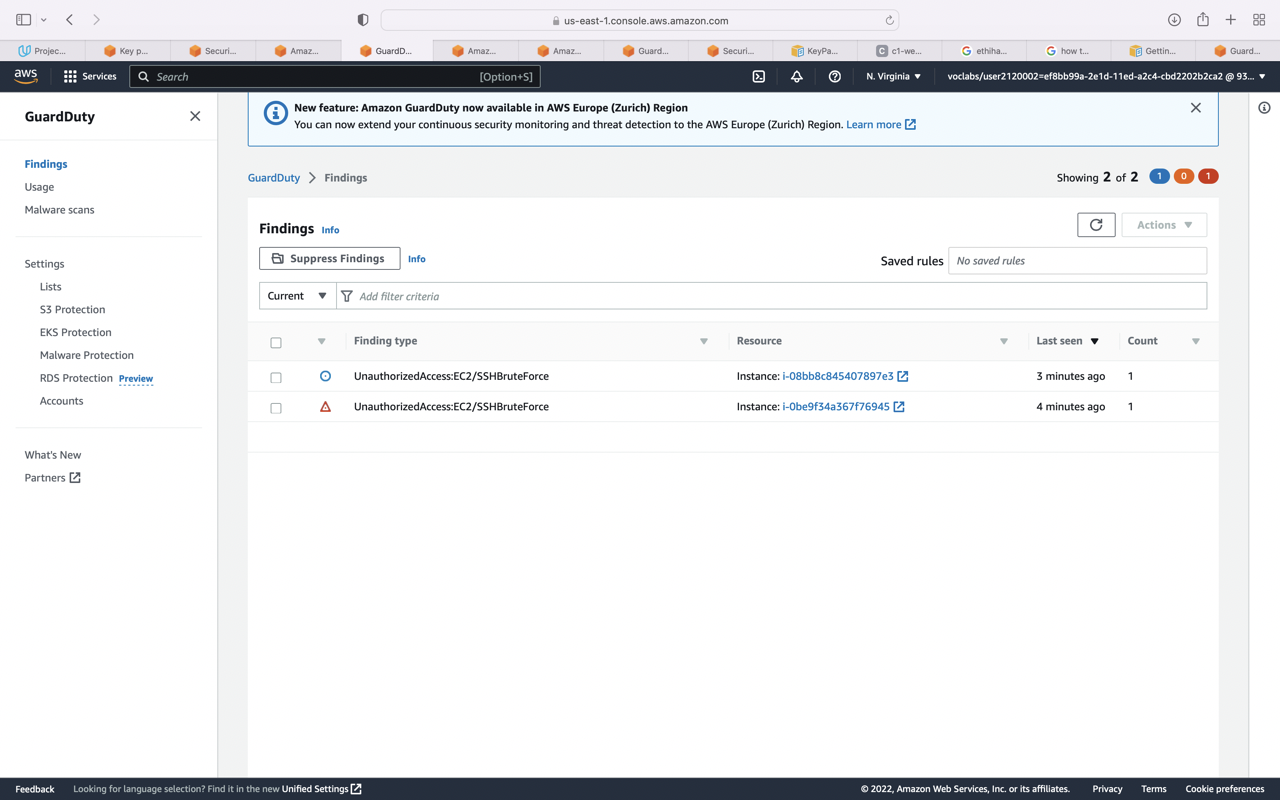 us-east-1.console.aws.amazon.com
Projec...
Key p...
Securi...
Amaz...
GuardD...
Amaz...
Amaz...
Guard...
Securi...
KeyPa...
C c1-we...
ethiha...
how t...
Gettin...
Guard...
aws
Services
Search
[Option+S]
N. Virginia
voclabs/user2120002=ef8bb99a-2e1d-11ed-a2c4-cbd2202b2ca2 @ 93...
GuardDuty
Findings
Usage
Malware scans
Settings
Lists
S3 Protection
EKS Protection
Malware Protection
RDS Protection Preview
Accounts
What's New
Partners
New feature: Amazon GuardDuty now available in AWS Europe (Zurich) Region
You can now extend your continuous security monitoring and threat detection to the AWS Europe (Zurich) Region. Learn more
GuardDuty > Findings
Showing 2 of 2 1 0 1
Findings Info
Actions
Suppress Findings Info
Saved rules No saved rules
Current Add filter criteria
Finding type Resource Last seen Count
UnauthorizedAccess:EC2/SSHBruteForce Instance: i-08bb8c845407897e3 3 minutes ago 1
UnauthorizedAccess:EC2/SSHBruteForce Instance: i-0be9f34a367f76945 4 minutes ago 1
Feedback Looking for language selection? Find it in the new Unified Settings © 2022, Amazon Web Services, Inc. or its affiliates. Privacy Terms Cookie preferences